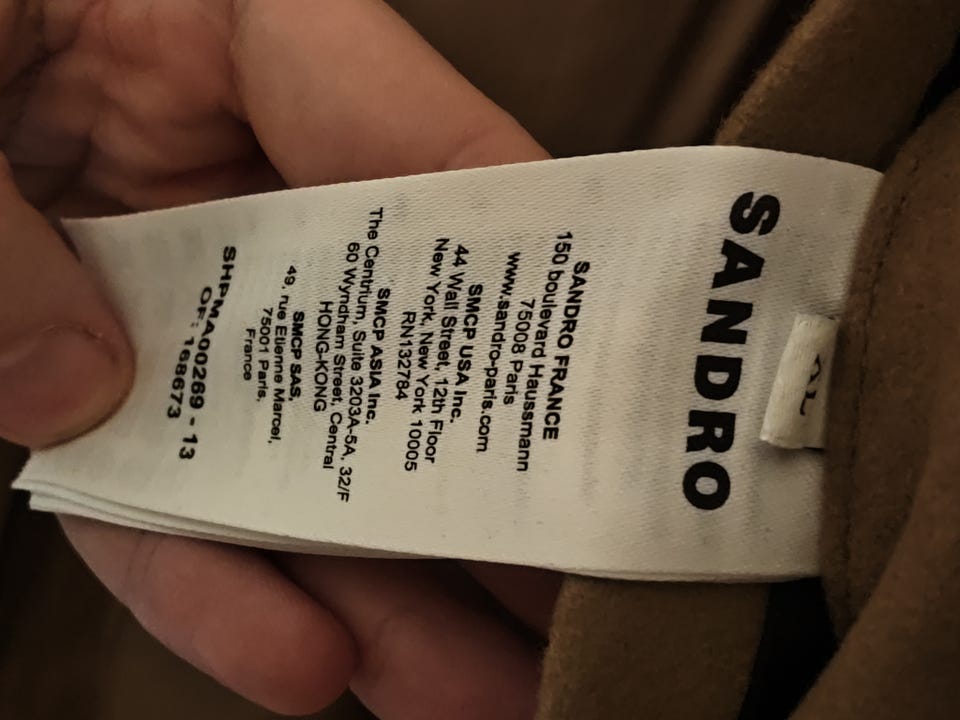 SANDRO
SANDRO FRANCE
150 boulevard Haussmann
75008 Paris
www.sandro-paris.com
SMCP USA Inc.
44 Wall Street, 12th Floor
New York, New York 10005
RN132784
SMCP ASIA Inc.
The Centrium, Suite 3203A-5A, 32/F
60 Wyndham Street, Central
HONG-KONG
SMCP SAS,
49, rue Etienne Marcel,
75001 Paris,
France
SHPMA00269 - 13
OF: 168673